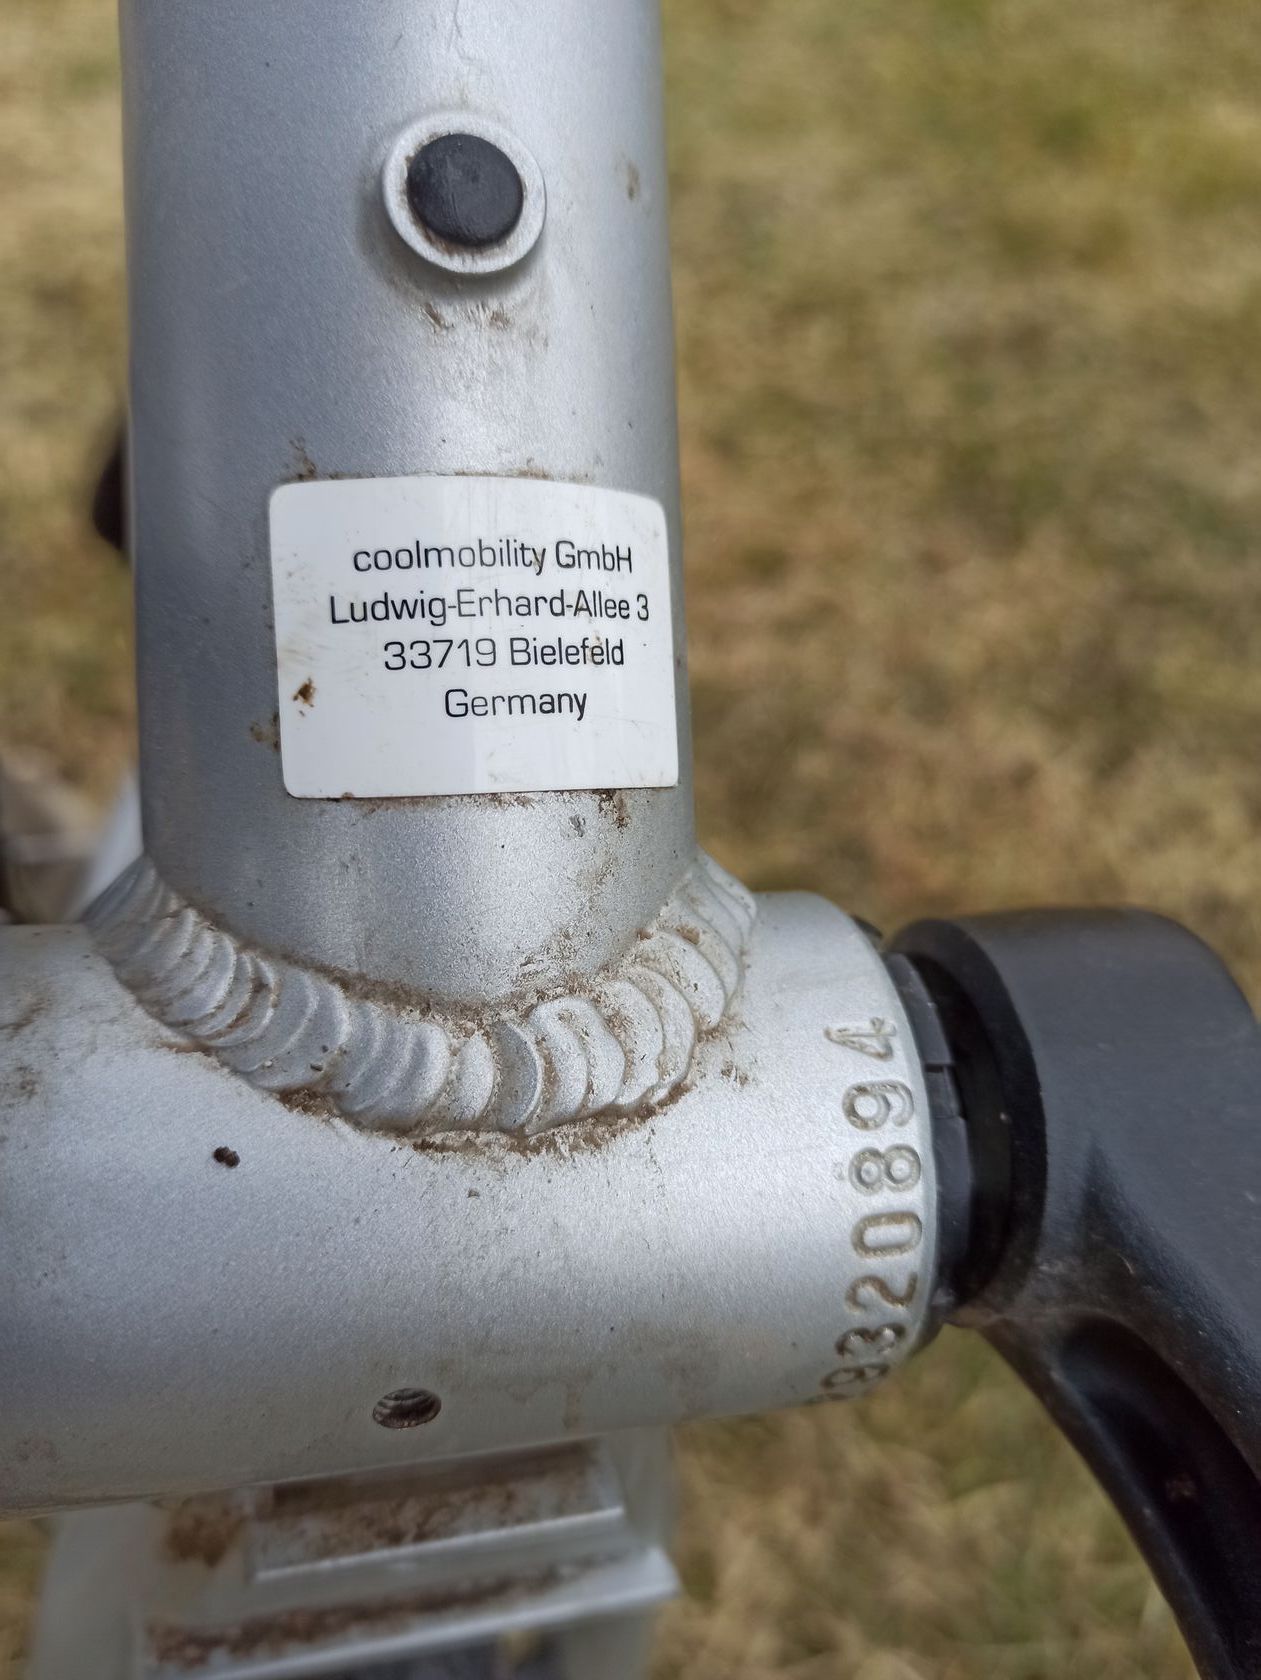 coolmobility GmbH
Ludwig-Erhard-Allee 3
33719 Bielefeld
Germany
9320894